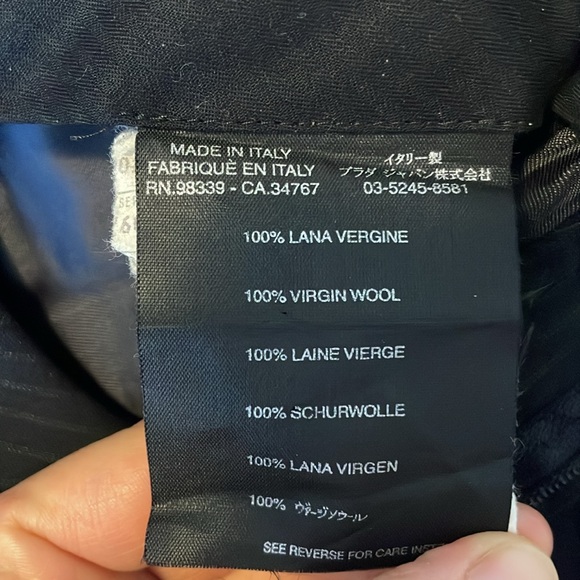 MADE IN ITALY
FABRIQUÈ EN ITALY
RN.98339 - CA.34767
イタリー製
プラダ ジャパン株式会社
03-5245-8581
100% LANA VERGINE
100% VIRGIN WOOL
100% LAINE VIERGE
100% SCHURWOLLE
100% LANA VIRGEN
100% ヴァージンウール
SEE REVERSE FOR CARE